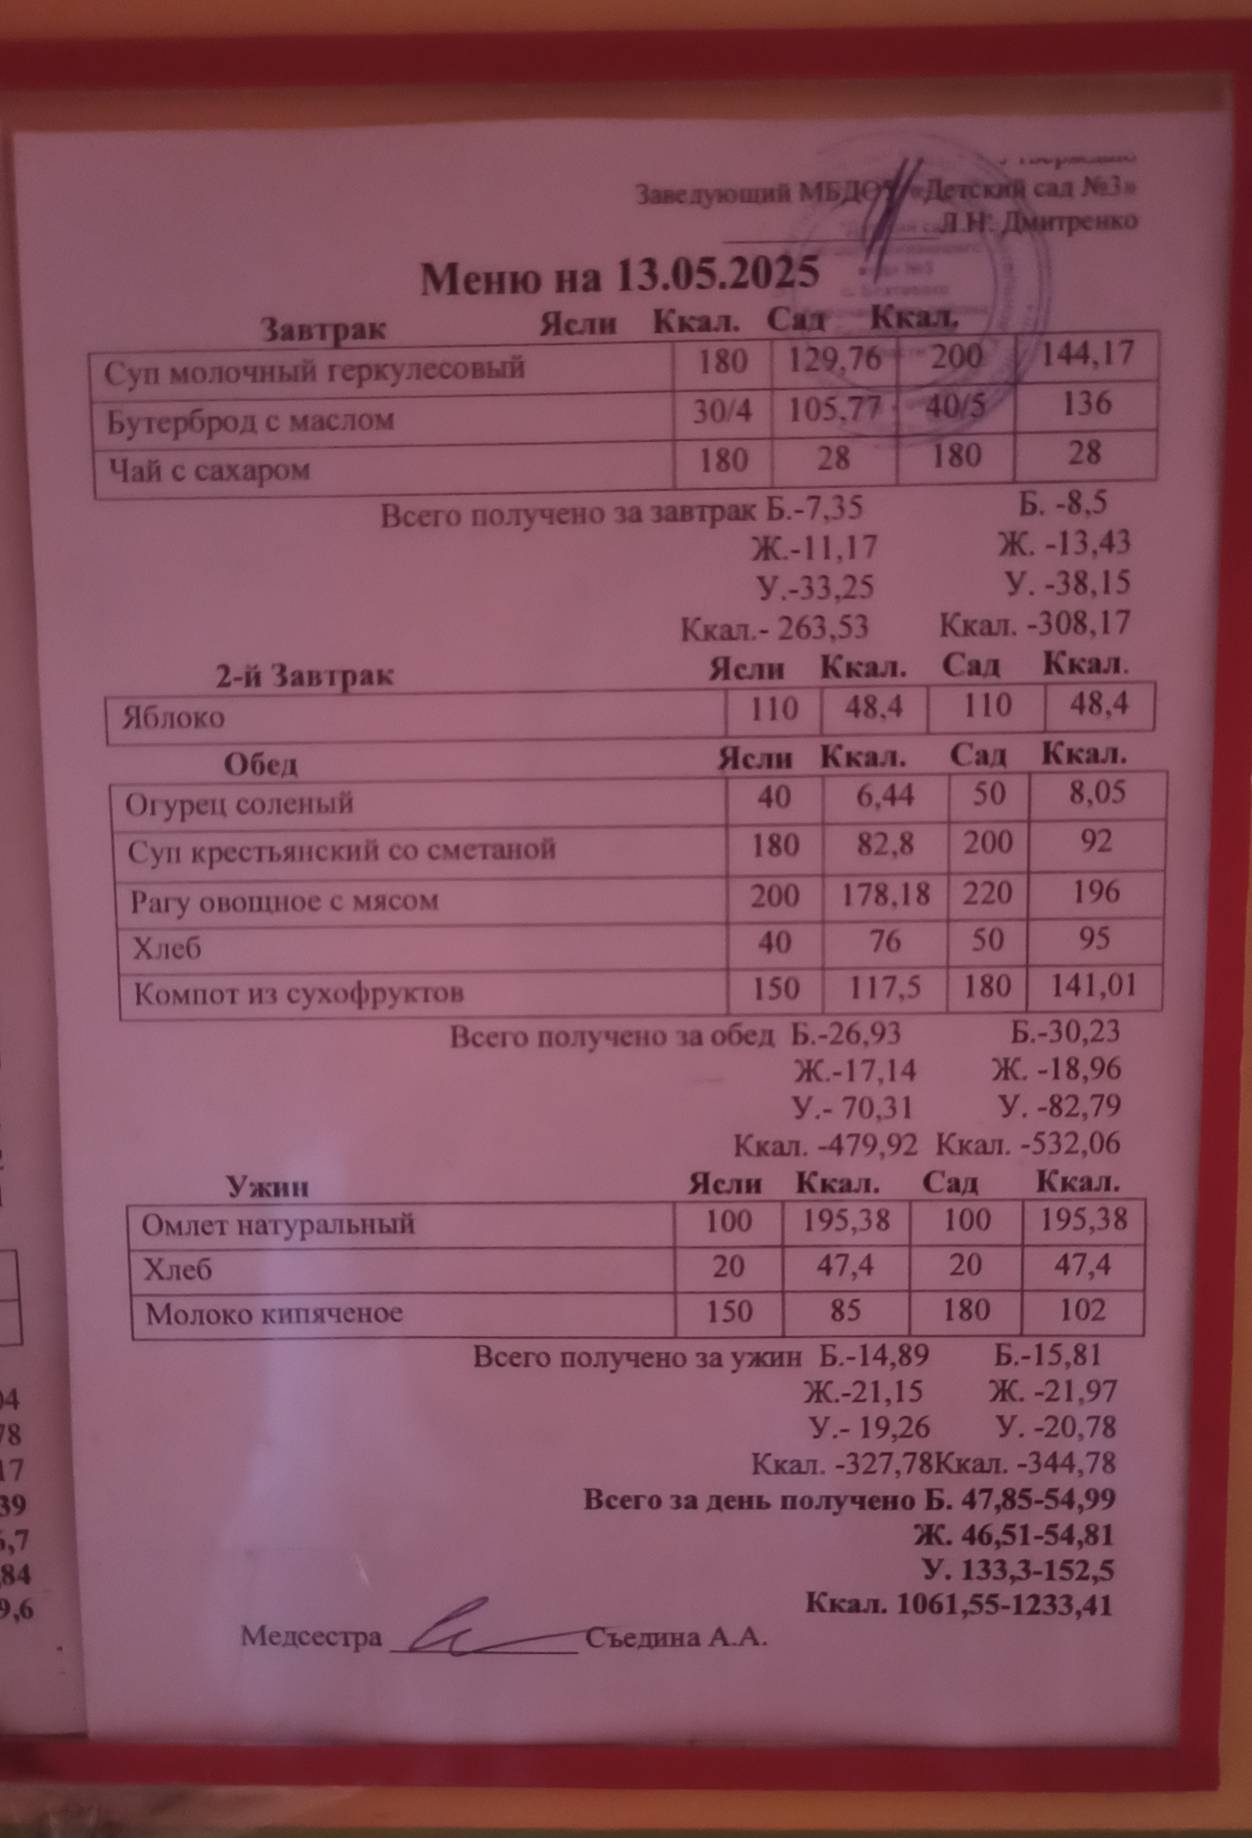 Утверждаю
Заведующий МБДОУ «Детский сад №3»
Л.Н. Дмитренко
Меню на 13.05.2025
Завтрак Ясли Ккал. Сад Ккал.
Суп молочный геркулесовый 180 129,76 200 144,17
Бутерброд с маслом 30/4 105,77 40/5 136
Чай с сахаром 180 28 180 28
Всего получено за завтрак Б.-7,35 Б. -8,5
Ж.-11,17 Ж. -13,43
У.-33,25 У. -38,15
Ккал.- 263,53 Ккал. -308,17
2-й Завтрак Ясли Ккал. Сад Ккал.
Яблоко 110 48,4 110 48,4
Обед Ясли Ккал. Сад Ккал.
Огурец соленый 40 6,44 50 8,05
Суп крестьянский со сметаной 180 82,8 200 92
Рагу овощное с мясом 200 178,18 220 196
Хлеб 40 76 50 95
Компот из сухофруктов 150 117,5 180 141,01
Всего получено за обед Б.-26,93 Б.-30,23
Ж.-17,14 Ж. -18,96
У.- 70,31 У. -82,79
Ккал. -479,92 Ккал. -532,06
Ужин Ясли Ккал. Сад Ккал.
Омлет натуральный 100 195,38 100 195,38
Хлеб 20 47,4 20 47,4
Молоко кипяченое 150 85 180 102
Всего получено за ужин Б.-14,89 Б.-15,81
Ж.-21,15 Ж. -21,97
У.- 19,26 У. -20,78
Ккал. -327,78Ккал. -344,78
Всего за день получено Б. 47,85-54,99
Ж. 46,51-54,81
У. 133,3-152,5
Ккал. 1061,55-1233,41
Медсестра Съедина А.А.
04
78
17
39
6,7
84
9,6